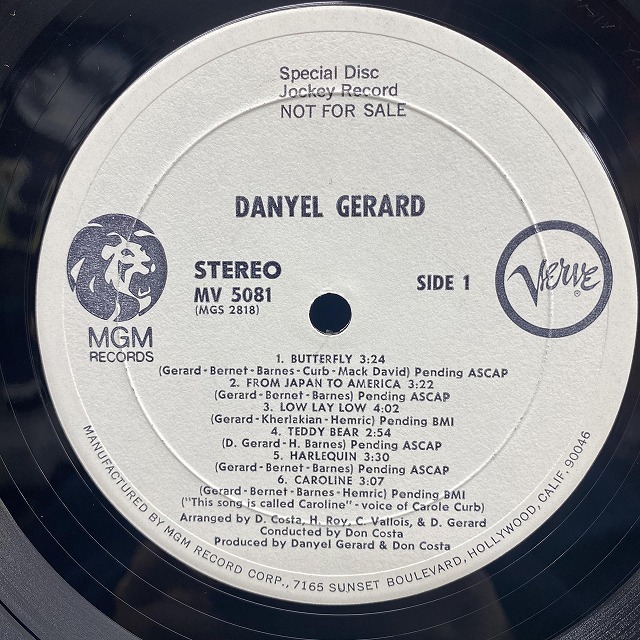 Special Disc
Jockey Record
NOT FOR SALE
DANYEL GERARD
STEREO
MV 5081
(MGS 2818)
SIDE 1
MGM
RECORDS
Verve
®
1. BUTTERFLY 3:24
(Gerard-Bernet-Barnes-Curb-Mack David) Pending ASCAP
2. FROM JAPAN TO AMERICA 3:22
(Gerard-Bernet-Barnes) Pending ASCAP
3. LOW LAY LOW 4:02
(Gerard-Kherlakian-Hemric) Pending BMI
4. TEDDY BEAR 2:54
(D. Gerard-H. Barnes) Pending ASCAP
5. HARLEQUIN 3:30
(Gerard-Bernet-Barnes) Pending ASCAP
6. CAROLINE 3:07
(Gerard-Bernet-Barnes-Hemric) Pending BMI
("This song is called Caroline" - voice of Carole Curb)
Arranged by D. Costa, H. Roy, C. Vallois, & D. Gerard
Conducted by Don Costa
Produced by Danyel Gerard & Don Costa
MANUFACTURED BY MGM RECORD CORP., 7165 SUNSET BOULEVARD, HOLLYWOOD, CALIF. 90046